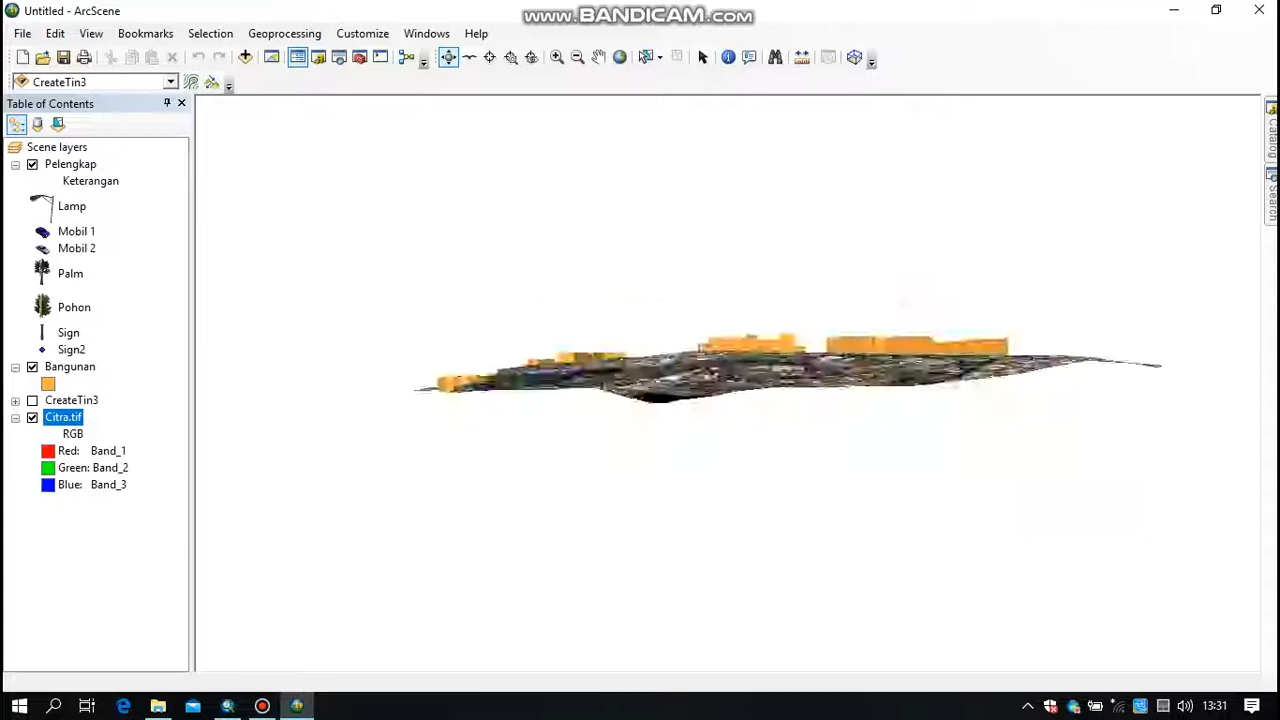 Untitled - ArcScene
www.BANDICAM.com
File Edit View Bookmarks Selection Geoprocessing Customize Windows Help
CreateTin3
Table of Contents
Scene layers
Pelengkap
Keterangan
Lamp
Mobil 1
Mobil 2
Palm
Pohon
Sign
Sign2
Bangunan
CreateTin3
Citra.tif
RGB
Red: Band_1
Green: Band_2
Blue: Band_3
Catalog
Search
13:31